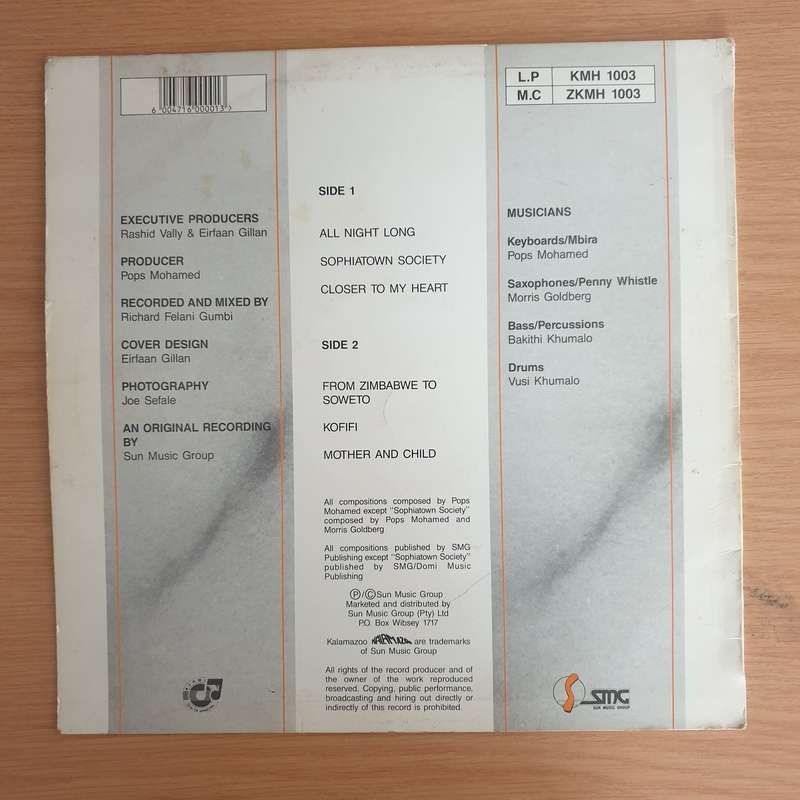 6 004716 000013 >
EXECUTIVE PRODUCERS
Rashid Vally & Eirfaan Gillan
PRODUCER
Pops Mohamed
RECORDED AND MIXED BY
Richard Felani Gumbi
COVER DESIGN
Eirfaan Gillan
PHOTOGRAPHY
Joe Sefale
AN ORIGINAL RECORDING
BY
Sun Music Group
SIDE 1
ALL NIGHT LONG
SOPHIATOWN SOCIETY
CLOSER TO MY HEART
SIDE 2
FROM ZIMBABWE TO
SOWETO
KOFIFI
MOTHER AND CHILD
All compositions composed by Pops
Mohamed except "Sophiatown Society"
composed by Pops Mohamed and
Morris Goldberg
All compositions published by SMG
Publishing except "Sophiatown Society"
published by SMG/Domi Music
Publishing
Ⓟ/Ⓒ Sun Music Group
Marketed and distributed by
Sun Music Group (Pty) Ltd
P.O. Box Wibsey 1717
Kalamazoo KALAMAZOO are trademarks
of Sun Music Group
All rights of the record producer and of
the owner of the work reproduced
reserved. Copying, public performance,
broadcasting and hiring out directly or
indirectly of this record is prohibited.
L.P KMH 1003
M.C ZKMH 1003
MUSICIANS
Keyboards/Mbira
Pops Mohamed
Saxophones/Penny Whistle
Morris Goldberg
Bass/Percussions
Bakithi Khumalo
Drums
Vusi Khumalo
SMG
SUN MUSIC GROUP